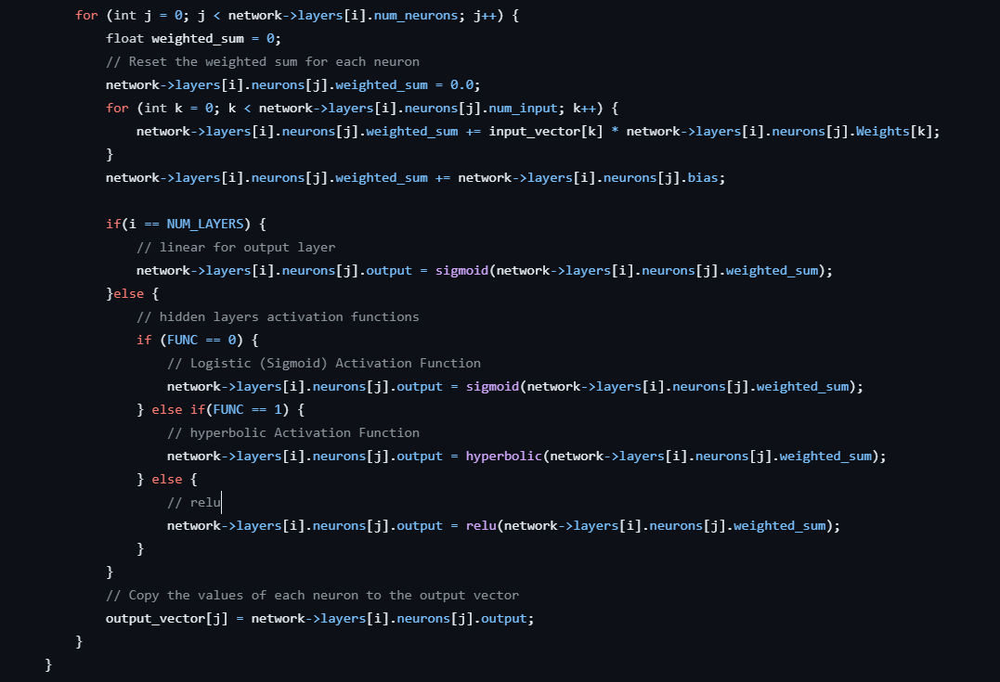 for (int j = 0; j < network->layers[i].num_neurons; j++) {
float weighted_sum = 0;
// Reset the weighted sum for each neuron
network->layers[i].neurons[j].weighted_sum = 0.0;
for (int k = 0; k < network->layers[i].neurons[j].num_input; k++) {
network->layers[i].neurons[j].weighted_sum += input_vector[k] * network->layers[i].neurons[j].Weights[k];
}
network->layers[i].neurons[j].weighted_sum += network->layers[i].neurons[j].bias;
if(i == NUM_LAYERS) {
// linear for output layer
network->layers[i].neurons[j].output = sigmoid(network->layers[i].neurons[j].weighted_sum);
}else {
// hidden layers activation functions
if (FUNC == 0) {
// Logistic (Sigmoid) Activation Function
network->layers[i].neurons[j].output = sigmoid(network->layers[i].neurons[j].weighted_sum);
} else if(FUNC == 1) {
// hyperbolic Activation Function
network->layers[i].neurons[j].output = hyperbolic(network->layers[i].neurons[j].weighted_sum);
} else {
// relu
network->layers[i].neurons[j].output = relu(network->layers[i].neurons[j].weighted_sum);
}
}
// Copy the values of each neuron to the output vector
output_vector[j] = network->layers[i].neurons[j].output;
}
}